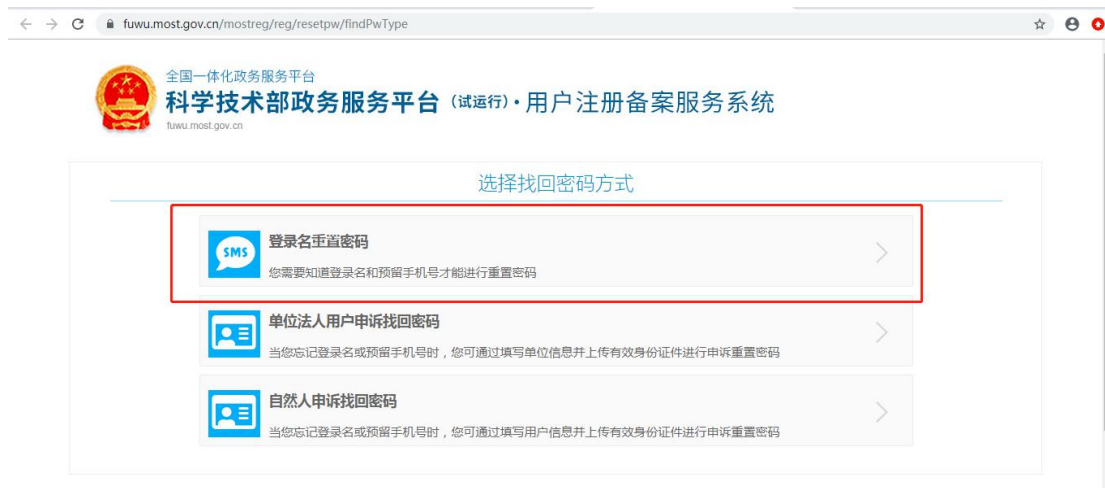 fuwu.most.gov.cn/mostreg/reg/resetpw/findPwType
全国一体化政务服务平台
科学技术部政务服务平台（试运行）·用户注册备案服务系统
fuwu.most.gov.cn
选择找回密码方式
SMS
登录名重置密码
您需要知道登录名和预留手机号才能进行重置密码
单位法人用户申诉找回密码
当您忘记登录名或预留手机号时，您可通过填写单位信息并上传有效身份证件进行申诉重置密码
自然人申诉找回密码
当您忘记登录名或预留手机号时，您可通过填写用户信息并上传有效身份证件进行申诉重置密码